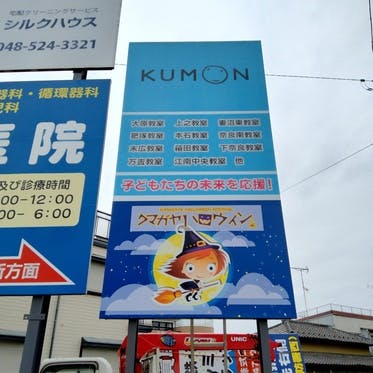 宅配クリーニングサービス
シルクハウス
048-524-3321
器科・循環器科
児科
医院
及び診療時間
:00-12:00
:00- 6:00
方面
KUMON
大原教室 上之教室 妻沼東教室
肥塚教室 本石教室 奈良南教室
末広教室 箱田教室 下奈良教室
万吉教室 江南中央教室 他
子どもたちの未来を応援!
クマガヤハロウィン
UNIC